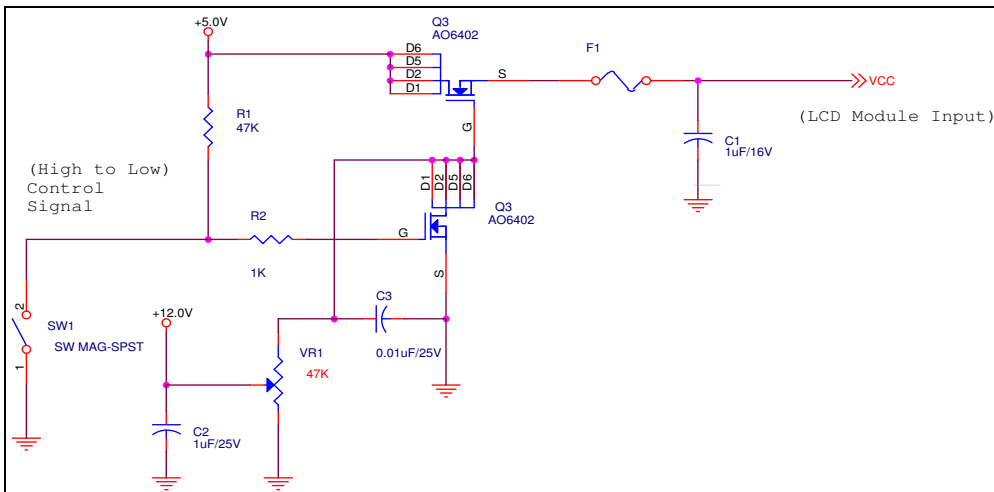 +5.0V
Q3
AO6402
D6
D5
D2
D1
S
G
F1
VCC
(LCD Module Input)
C1
1uF/16V
R1
47K
(High to Low)
Control
Signal
D1
D2
D5
D6
Q3
AO6402
R2
1K
G
S
2
SW1
SW MAG-SPST
1
+12.0V
C3
0.01uF/25V
VR1
47K
C2
1uF/25V